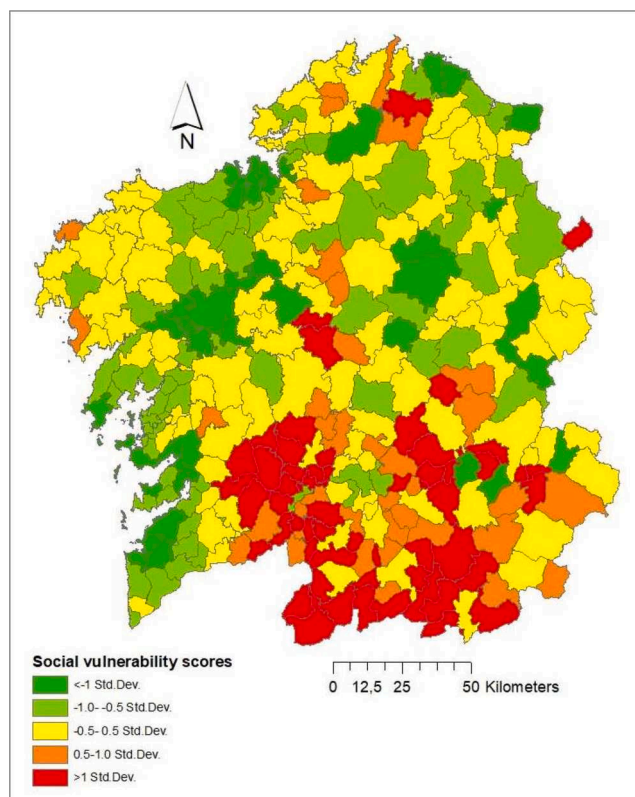 N
Social vulnerability scores
<-1 Std.Dev.
-1.0- -0.5 Std.Dev.
-0.5- 0.5 Std.Dev.
0.5-1.0 Std.Dev.
>1 Std.Dev.
0 12,5 25 50 Kilometers